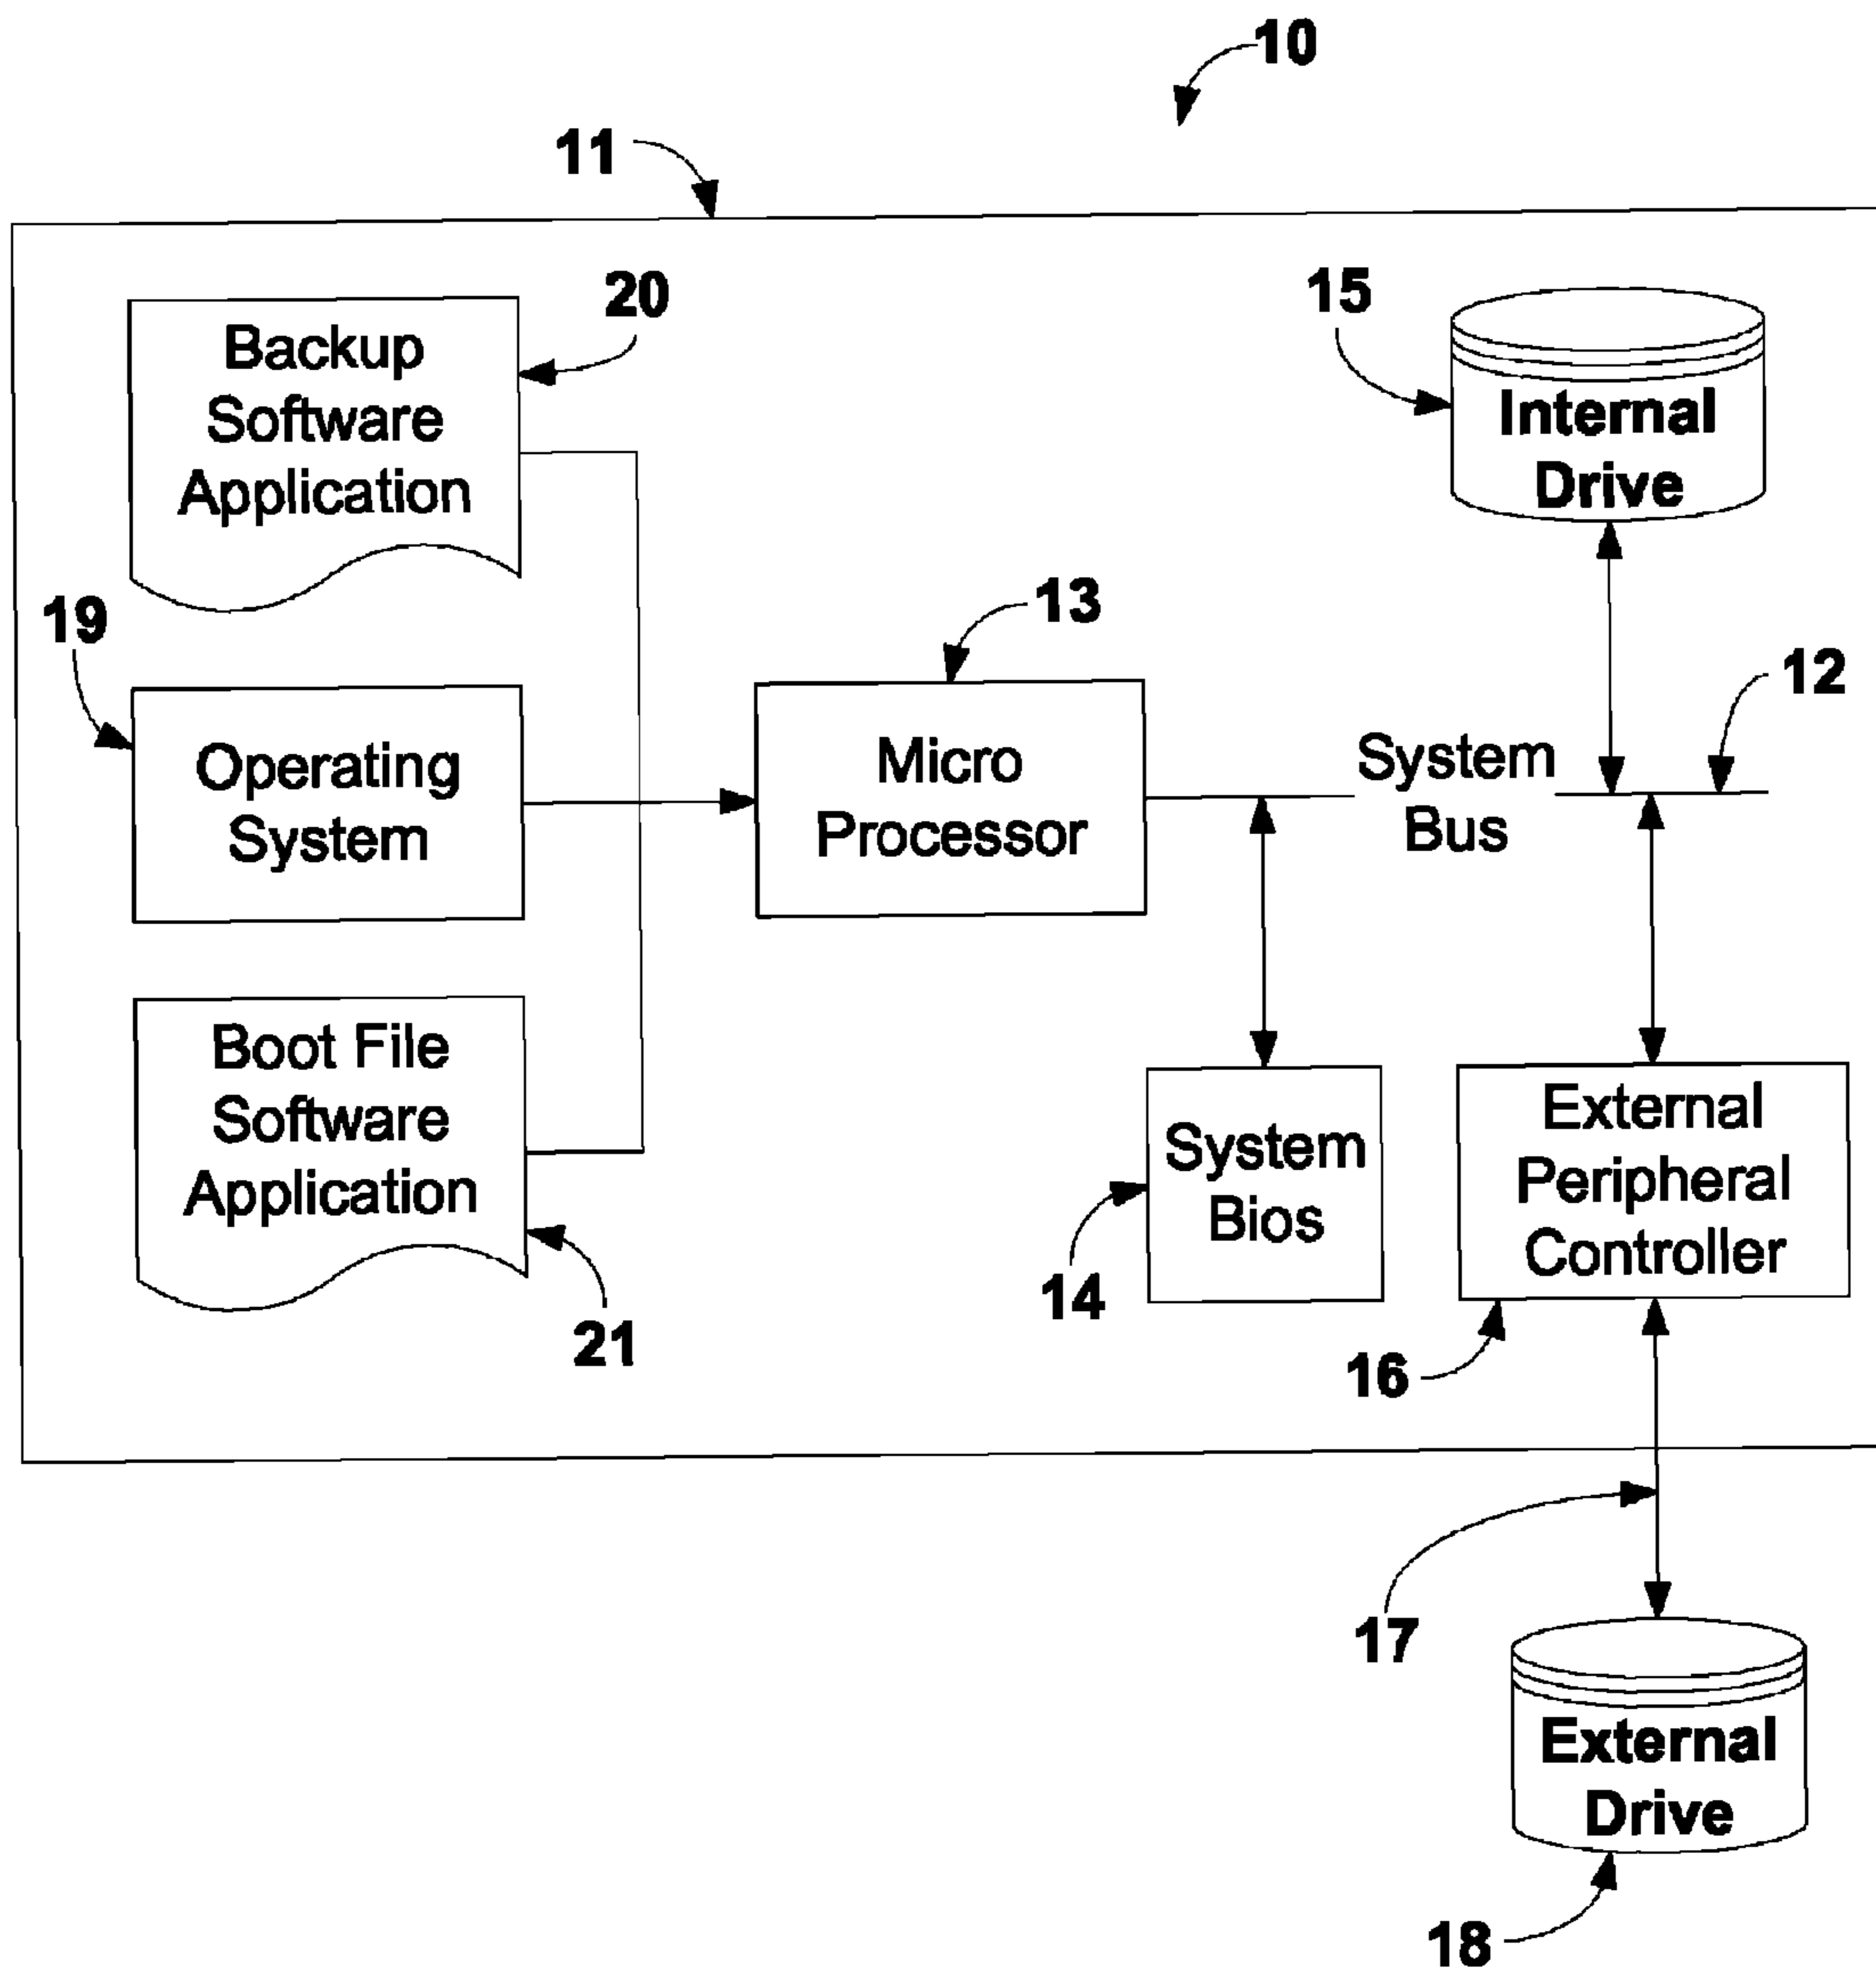 10
11
20
Backup
Software
Application
15
Internal
Drive
19
13
12
Operating
System
Micro
Processor
System
Bus
Boot File
Software
Application
21
System
Bios
14
External
Peripheral
Controller
16
17
External
Drive
18